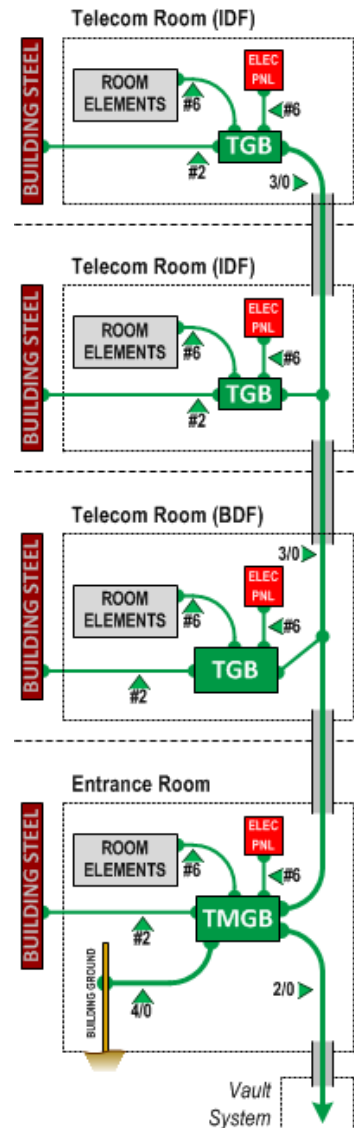 Telecom Room (IDF)
BUILDING STEEL
ROOM
ELEMENTS
ELEC
PNL
#6
#6
TGB
#2
3/0
Telecom Room (IDF)
BUILDING STEEL
ROOM
ELEMENTS
ELEC
PNL
#6
#6
TGB
#2
Telecom Room (BDF)
3/0
BUILDING STEEL
ROOM
ELEMENTS
ELEC
PNL
#6
#6
TGB
#2
Entrance Room
BUILDING STEEL
ROOM
ELEMENTS
ELEC
PNL
#6
#6
TMGB
#2
BUILDING GROUND
4/0
2/0
Vault
System